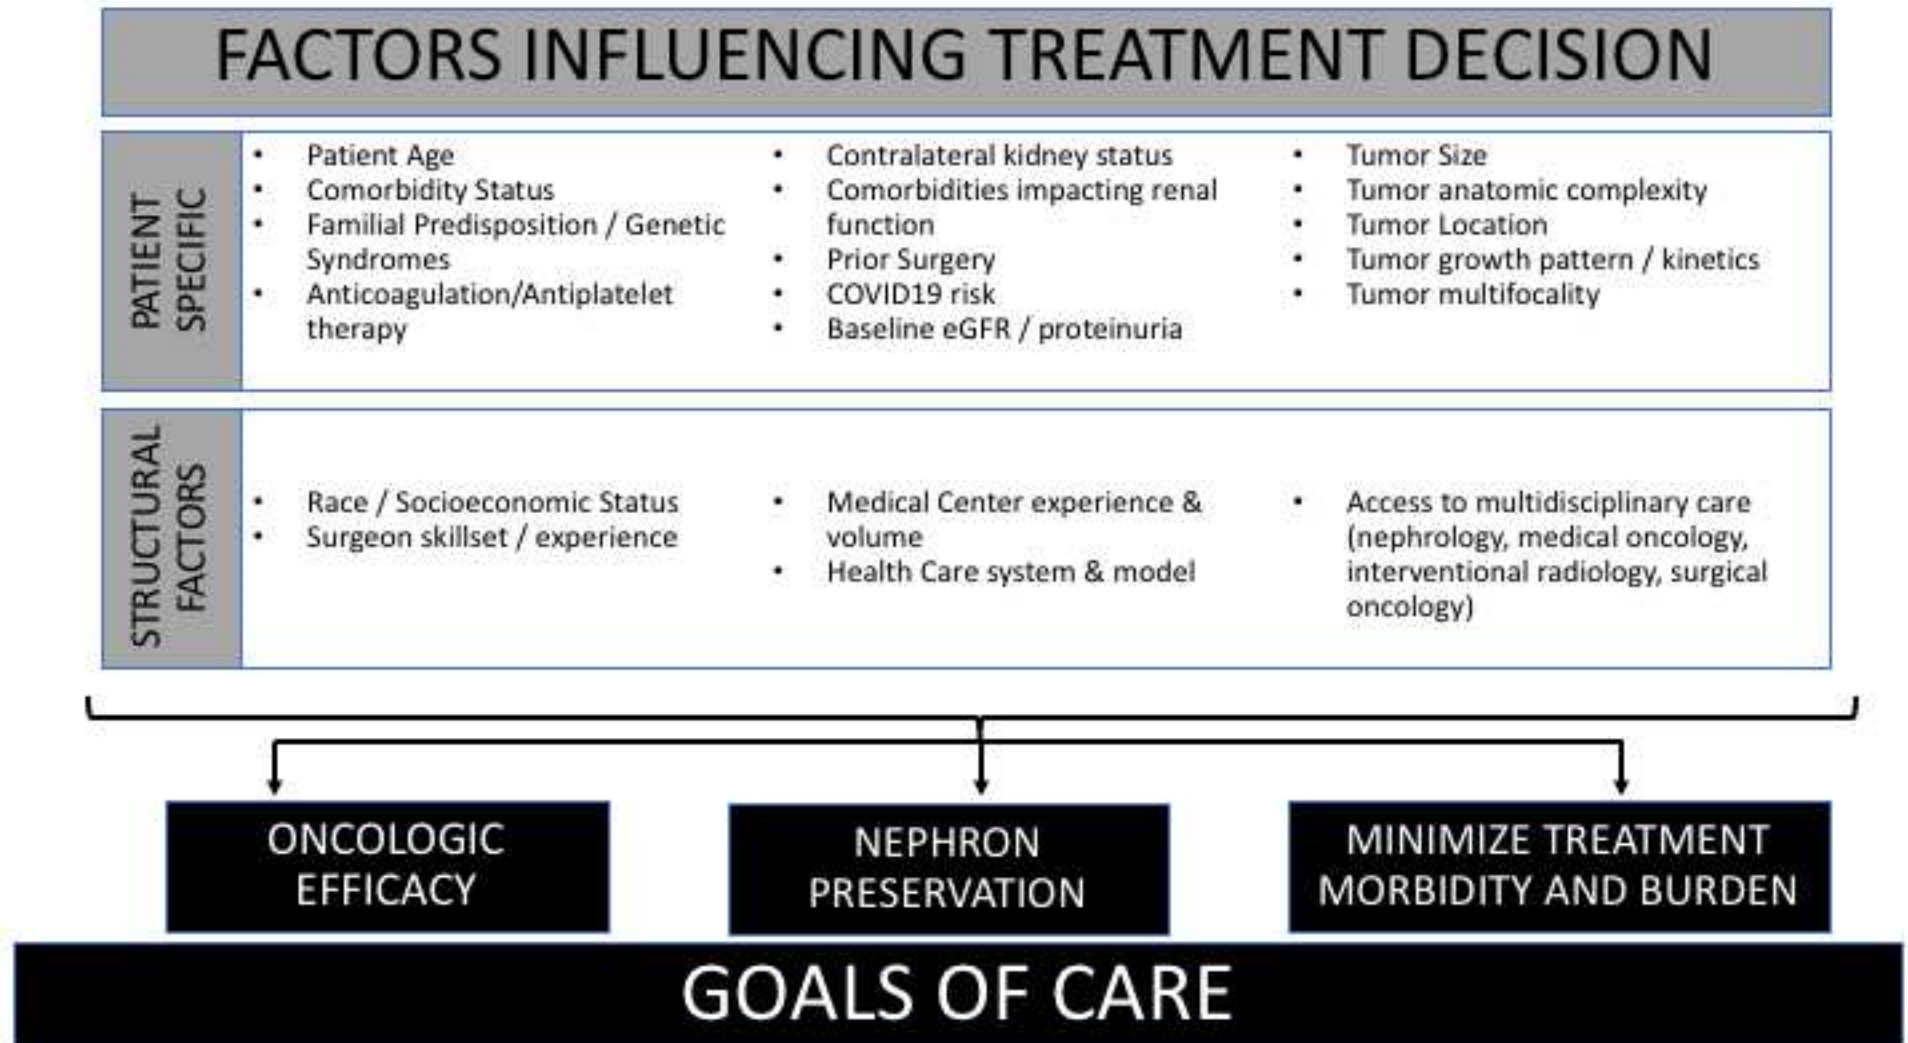 FACTORS INFLUENCING TREATMENT DECISION
PATIENT
SPECIFIC
• Patient Age
• Comorbidity Status
• Familial Predisposition / Genetic
Syndromes
• Anticoagulation/Antiplatelet
therapy
• Contralateral kidney status
• Comorbidities impacting renal
function
• Prior Surgery
• COVID19 risk
• Baseline eGFR / proteinuria
• Tumor Size
• Tumor anatomic complexity
• Tumor Location
• Tumor growth pattern / kinetics
• Tumor multifocality
STRUCTURAL
FACTORS
• Race / Socioeconomic Status
• Surgeon skillset / experience
• Medical Center experience &
volume
• Health Care system & model
• Access to multidisciplinary care
(nephrology, medical oncology,
interventional radiology, surgical
oncology)
ONCOLOGIC
EFFICACY
NEPHRON
PRESERVATION
MINIMIZE TREATMENT
MORBIDITY AND BURDEN
GOALS OF CARE